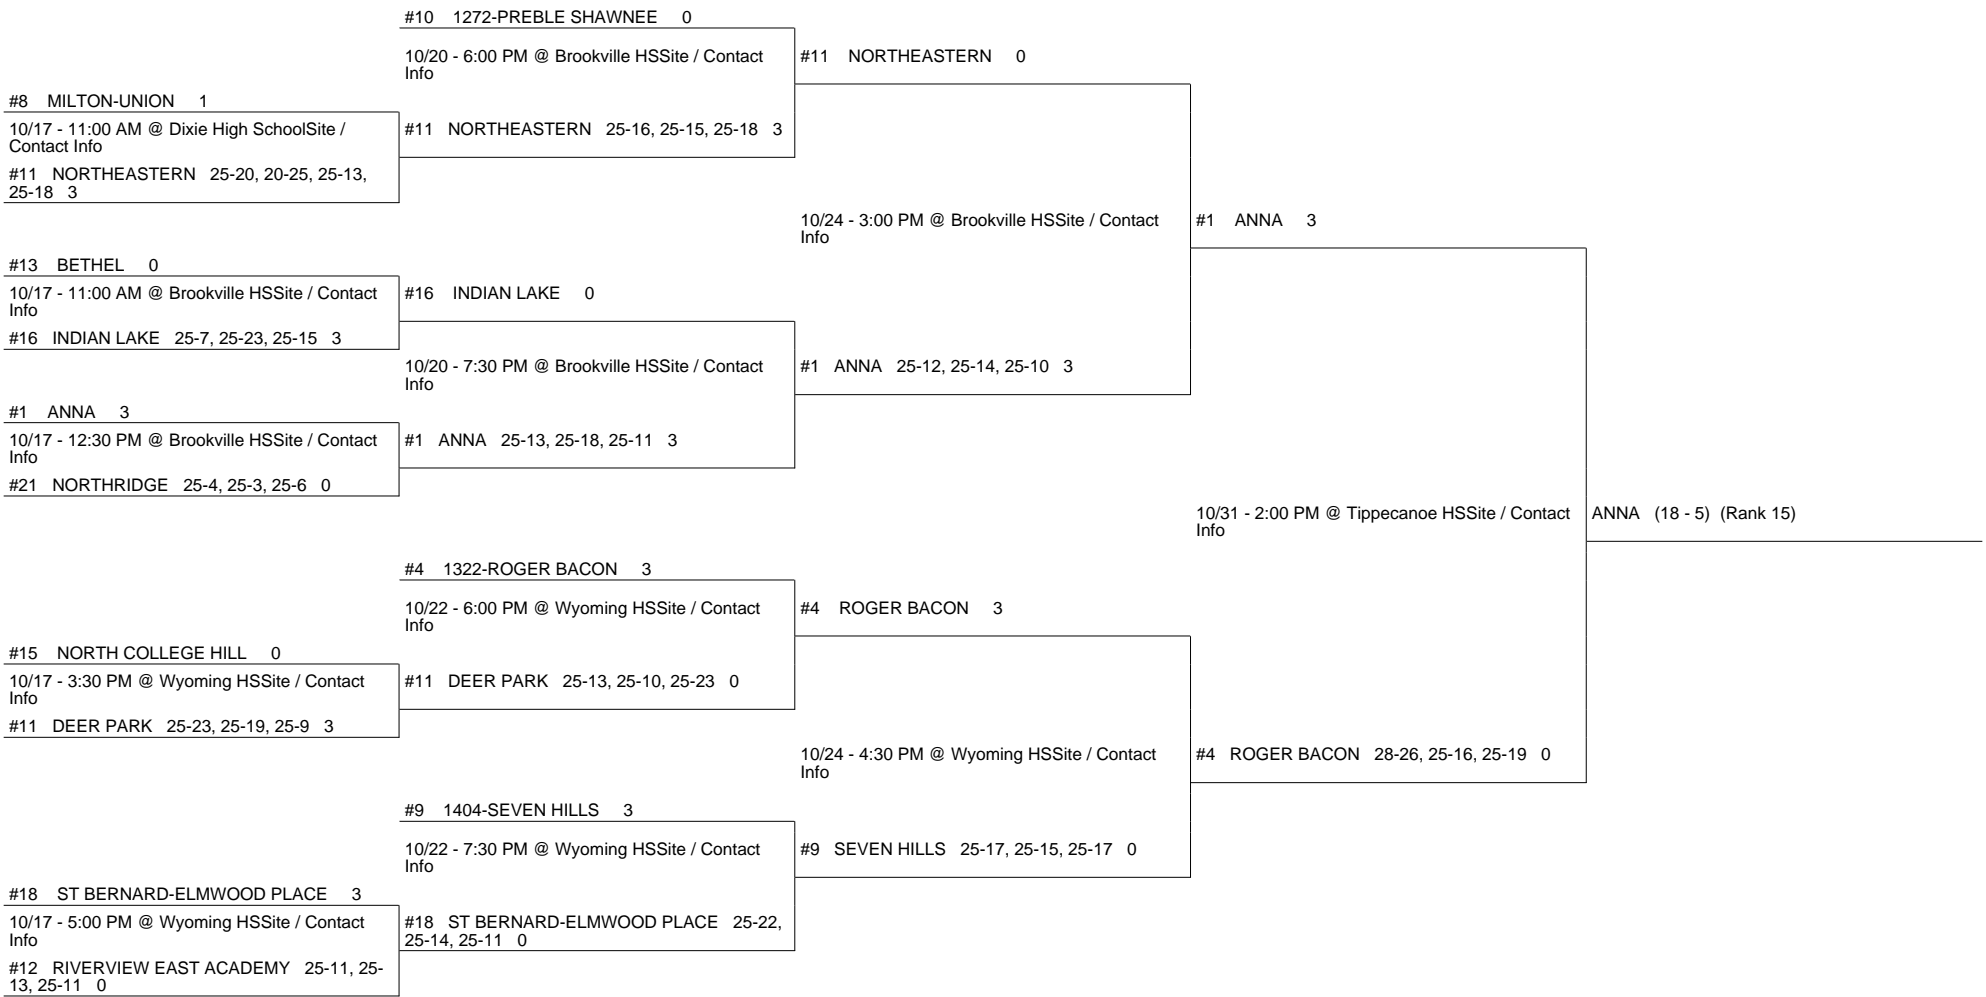 #10 1272-PREBLE SHAWNEE 0
10/20 - 6:00 PM @ Brookville HSSite / Contact
Info
#11 NORTHEASTERN 0
#8 MILTON-UNION 1
10/17 - 11:00 AM @ Dixie High SchoolSite /
Contact Info
#11 NORTHEASTERN 25-16, 25-15, 25-18 3
#11 NORTHEASTERN 25-20, 20-25, 25-13,
25-18 3
10/24 - 3:00 PM @ Brookville HSSite / Contact
Info
#1 ANNA 3
#13 BETHEL 0
10/17 - 11:00 AM @ Brookville HSSite / Contact
Info
#16 INDIAN LAKE 0
#16 INDIAN LAKE 25-7, 25-23, 25-15 3
10/20 - 7:30 PM @ Brookville HSSite / Contact
Info
#1 ANNA 25-12, 25-14, 25-10 3
#1 ANNA 3
10/17 - 12:30 PM @ Brookville HSSite / Contact
Info
#1 ANNA 25-13, 25-18, 25-11 3
#21 NORTHRIDGE 25-4, 25-3, 25-6 0
10/31 - 2:00 PM @ Tippecanoe HSSite / Contact
Info
ANNA (18 - 5) (Rank 15)
#4 1322-ROGER BACON 3
10/22 - 6:00 PM @ Wyoming HSSite / Contact
Info
#4 ROGER BACON 3
#15 NORTH COLLEGE HILL 0
10/17 - 3:30 PM @ Wyoming HSSite / Contact
Info
#11 DEER PARK 25-13, 25-10, 25-23 0
#11 DEER PARK 25-23, 25-19, 25-9 3
10/24 - 4:30 PM @ Wyoming HSSite / Contact
Info
#4 ROGER BACON 28-26, 25-16, 25-19 0
#9 1404-SEVEN HILLS 3
10/22 - 7:30 PM @ Wyoming HSSite / Contact
Info
#9 SEVEN HILLS 25-17, 25-15, 25-17 0
#18 ST BERNARD-ELMWOOD PLACE 3
10/17 - 5:00 PM @ Wyoming HSSite / Contact
Info
#18 ST BERNARD-ELMWOOD PLACE 25-22,
25-14, 25-11 0
#12 RIVERVIEW EAST ACADEMY 25-11, 25-
13, 25-11 0